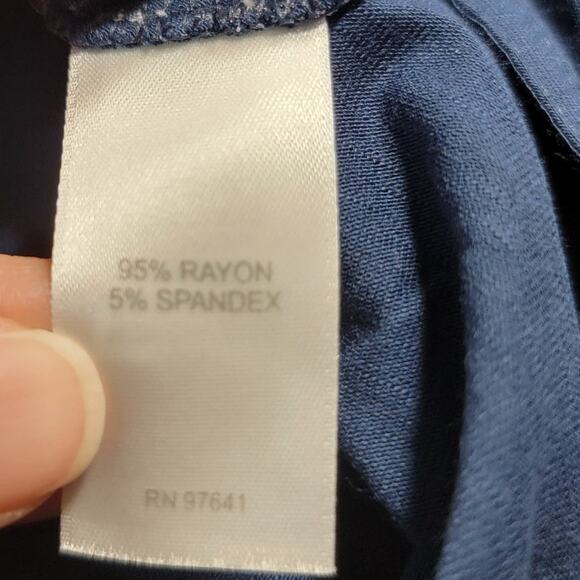 95% RAYON
5% SPANDEX
RN 97641